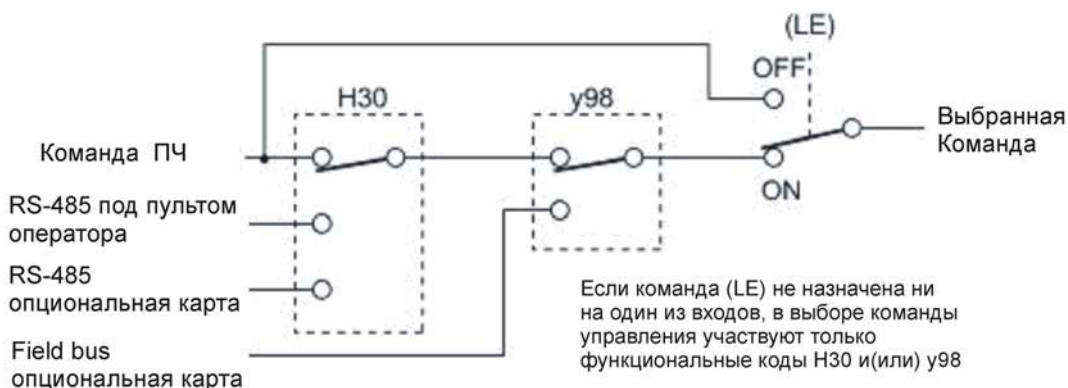 (LE)
OFF
H30
y98
Команда ПЧ
Выбранная
Команда
ON
RS-485 под пультом
оператора
RS-485
опциональная карта
Field bus
опциональная карта
Если команда (LE) не назначена ни
на один из входов, в выборе команды
управления участвуют только
функциональные коды H30 и(или) y98